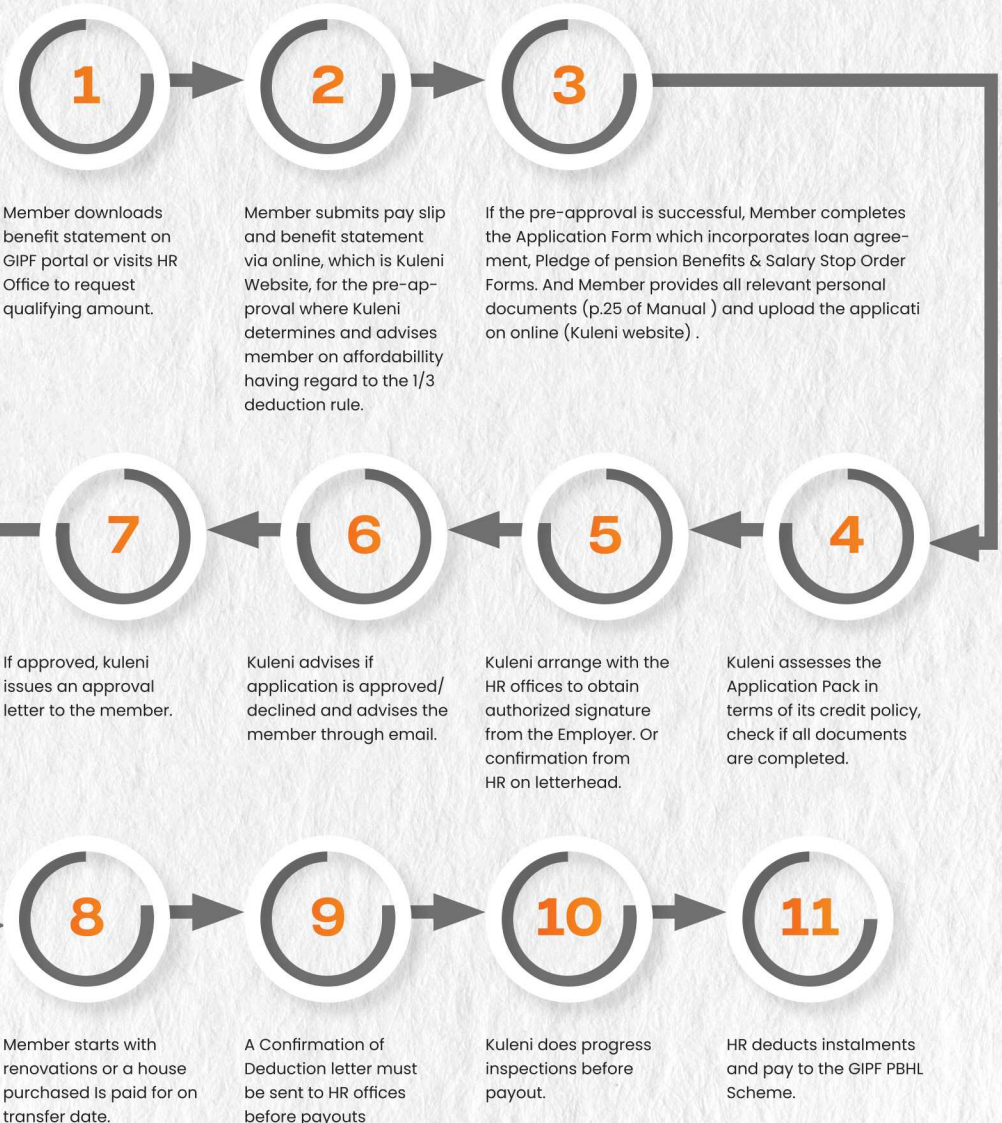 1
Member downloads
benefit statement on
GIPF portal or visits HR
Office to request
qualifying amount.
2
Member submits pay slip
and benefit statement
via online, which is Kuleni
Website, for the pre-ap-
proval where Kuleni
determines and advises
member on affordabillity
having regard to the 1/3
deduction rule.
3
If the pre-approval is successful, Member completes
the Application Form which incorporates loan agree-
ment, Pledge of pension Benefits & Salary Stop Order
Forms. And Member provides all relevant personal
documents (p.25 of Manual ) and upload the applicati
on online (Kuleni website) .
4
Kuleni assesses the
Application Pack in
terms of its credit policy,
check if all documents
are completed.
5
Kuleni arrange with the
HR offices to obtain
authorized signature
from the Employer. Or
confirmation from
HR on letterhead.
6
Kuleni advises if
application is approved/
declined and advises the
member through email.
7
If approved, kuleni
issues an approval
letter to the member.
8
Member starts with
renovations or a house
purchased Is paid for on
transfer date.
9
A Confirmation of
Deduction letter must
be sent to HR offices
before payouts
10
Kuleni does progress
inspections before
payout.
11
HR deducts instalments
and pay to the GIPF PBHL
Scheme.